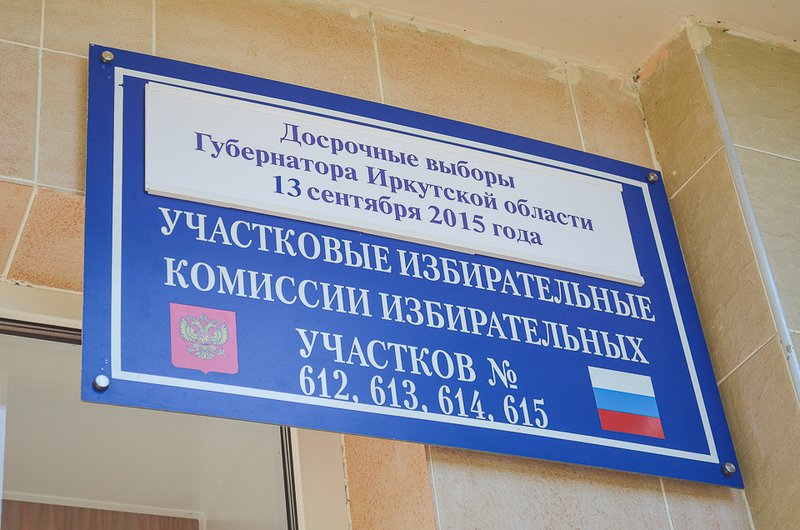 Досрочные выборы
Губернатора Иркутской области
13 сентября 2015 года
УЧАСТКОВЫЕ ИЗБИРАТЕЛЬНЫЕ
КОМИССИИ ИЗБИРАТЕЛЬНЫХ
УЧАСТКОВ №
612, 613, 614, 615